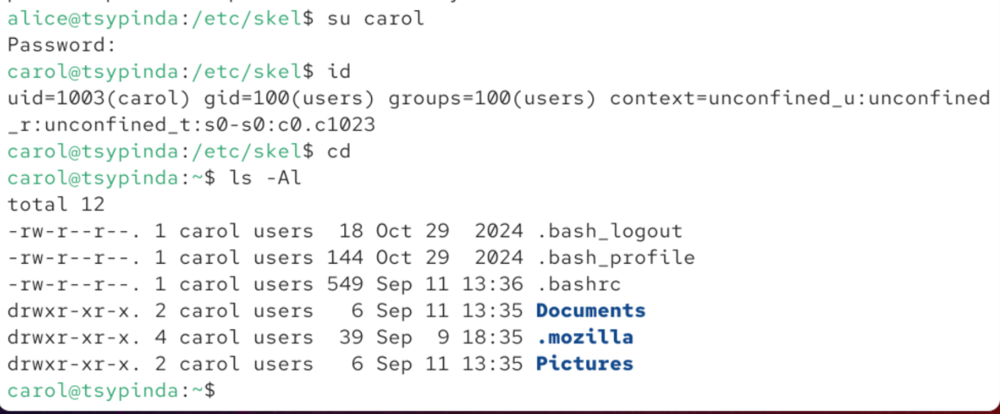 alice@tsypinda:/etc/skel$ su carol
Password:
carol@tsypinda:/etc/skel$ id
uid=1003(carol) gid=100(users) groups=100(users) context=unconfined_u:unconfined
_r:unconfined_t:s0-s0:c0.c1023
carol@tsypinda:/etc/skel$ cd
carol@tsypinda:~$ ls -Al
total 12
-rw-r--r--. 1 carol users  18 Oct 29  2024 .bash_logout
-rw-r--r--. 1 carol users 144 Oct 29  2024 .bash_profile
-rw-r--r--. 1 carol users 549 Sep 11 13:36 .bashrc
drwxr-xr-x. 2 carol users   6 Sep 11 13:35 Documents
drwxr-xr-x. 4 carol users  39 Sep  9 18:35 .mozilla
drwxr-xr-x. 2 carol users   6 Sep 11 13:35 Pictures
carol@tsypinda:~$